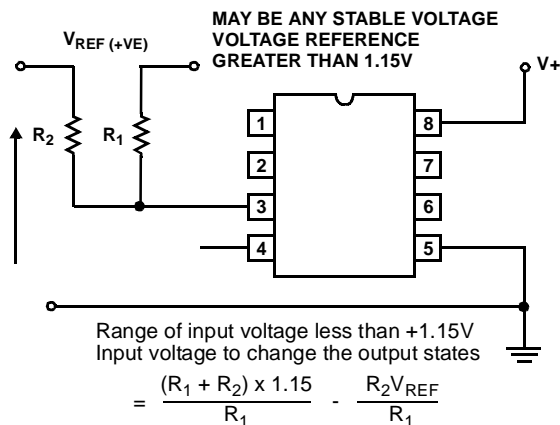 MAY BE ANY STABLE VOLTAGE
VOLTAGE REFERENCE
GREATER THAN 1.15V
VREF (+VE)
V+
R2
R1
1
2
3
4
8
7
6
5
Range of input voltage less than +1.15V
Input voltage to change the output states
= (R1 + R2) x 1.15 / R1 - R2VREF / R1